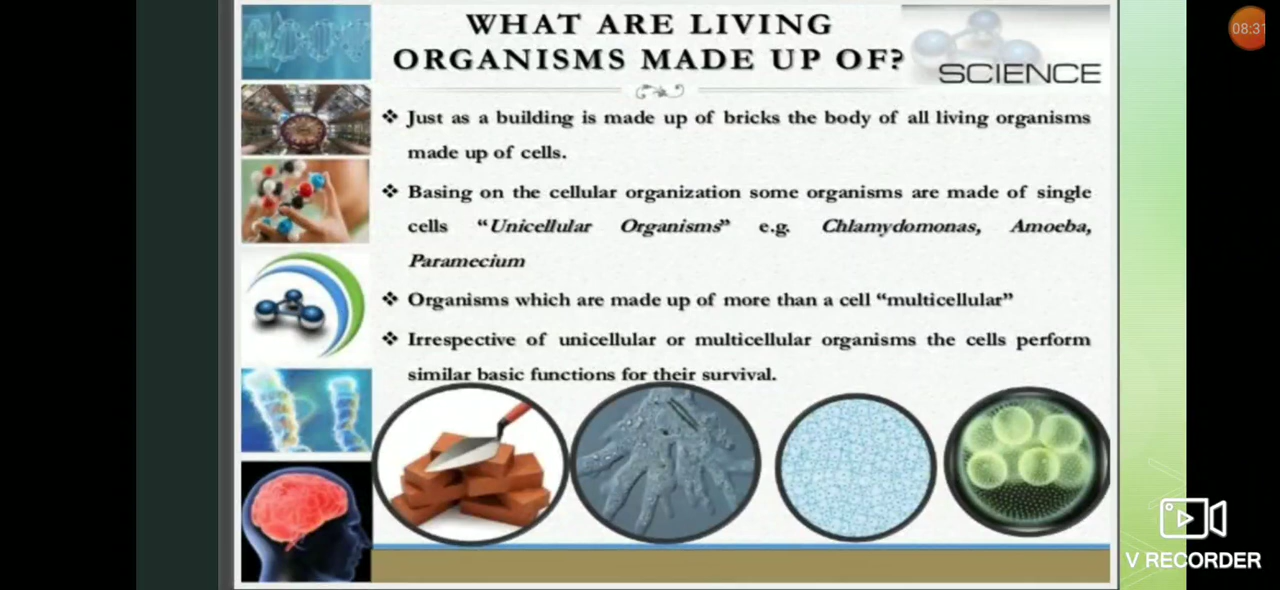 WHAT ARE LIVING
ORGANISMS MADE UP OF?
SCIENCE
08:31
❖ Just as a building is made up of bricks the body of all living organisms
made up of cells.
❖ Basing on the cellular organization some organisms are made of single
cells “Unicellular Organisms” e.g. Chlamydomonas, Amoeba,
Paramecium
❖ Organisms which are made up of more than a cell “multicellular”
❖ Irrespective of unicellular or multicellular organisms the cells perform
similar basic functions for their survival.
V RECORDER